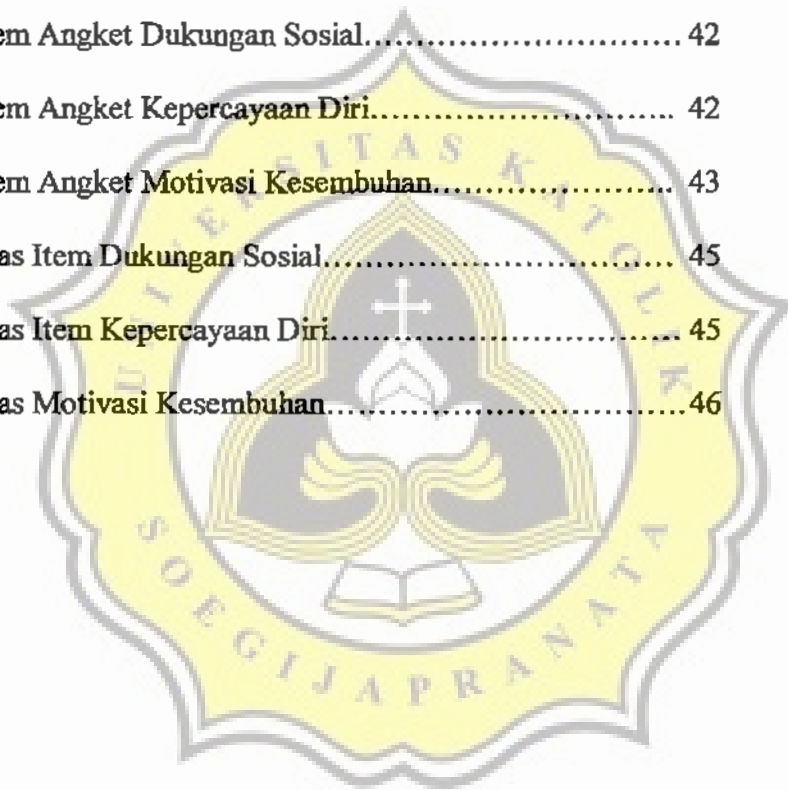 em Angket Dukungan Sosial.............................. 42
em Angket Kepercayaan Diri............................. 42
em Angket Motivasi Kesembuhan....................... 43
as Item Dukungan Sosial................................. 45
as Item Kepercayaan Diri................................. 45
as Motivasi Kesembuhan..................................46
UNIVERSITAS KATOLIK
SOEGIJAPRANATA